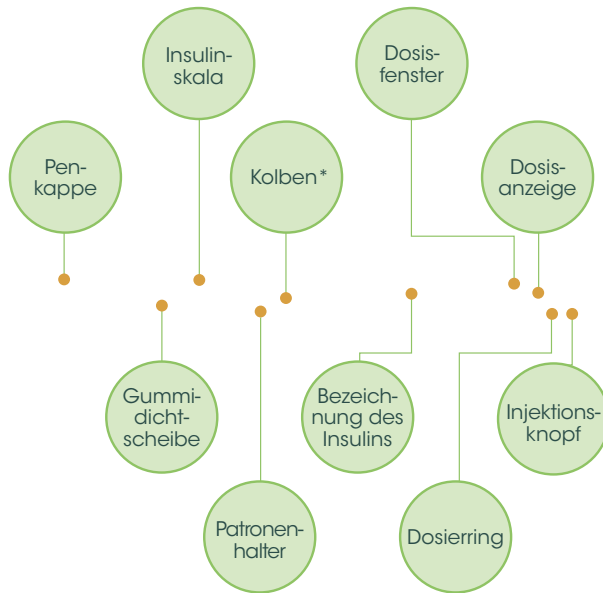 Insulin-
skala
Dosis-
fenster
Pen-
kappe
Kolben*
Dosis-
anzeige
Gummi-
dicht-
scheibe
Bezeich-
nung des
Insulins
Injektions-
knopf
Patronen-
halter
Dosierring